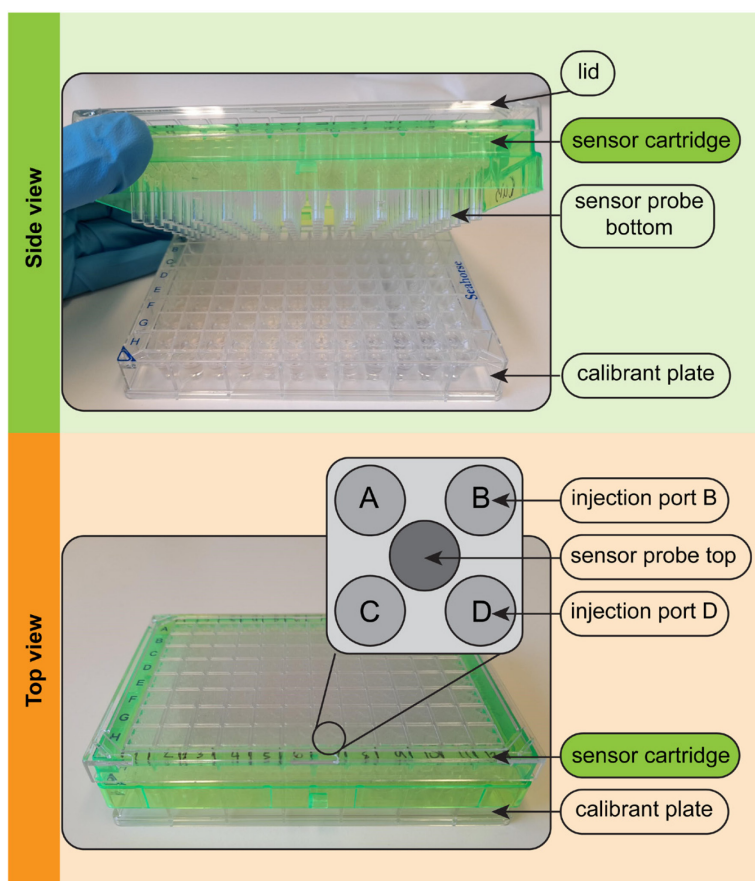 Side view
lid
sensor cartridge
sensor probe
bottom
calibrant plate
C
D
E
F
G
H
Seahorse
Top view
A
B
injection port B
sensor probe top
C
D
injection port D
A
B
C
D
E
F
G
H
sensor cartridge
calibrant plate